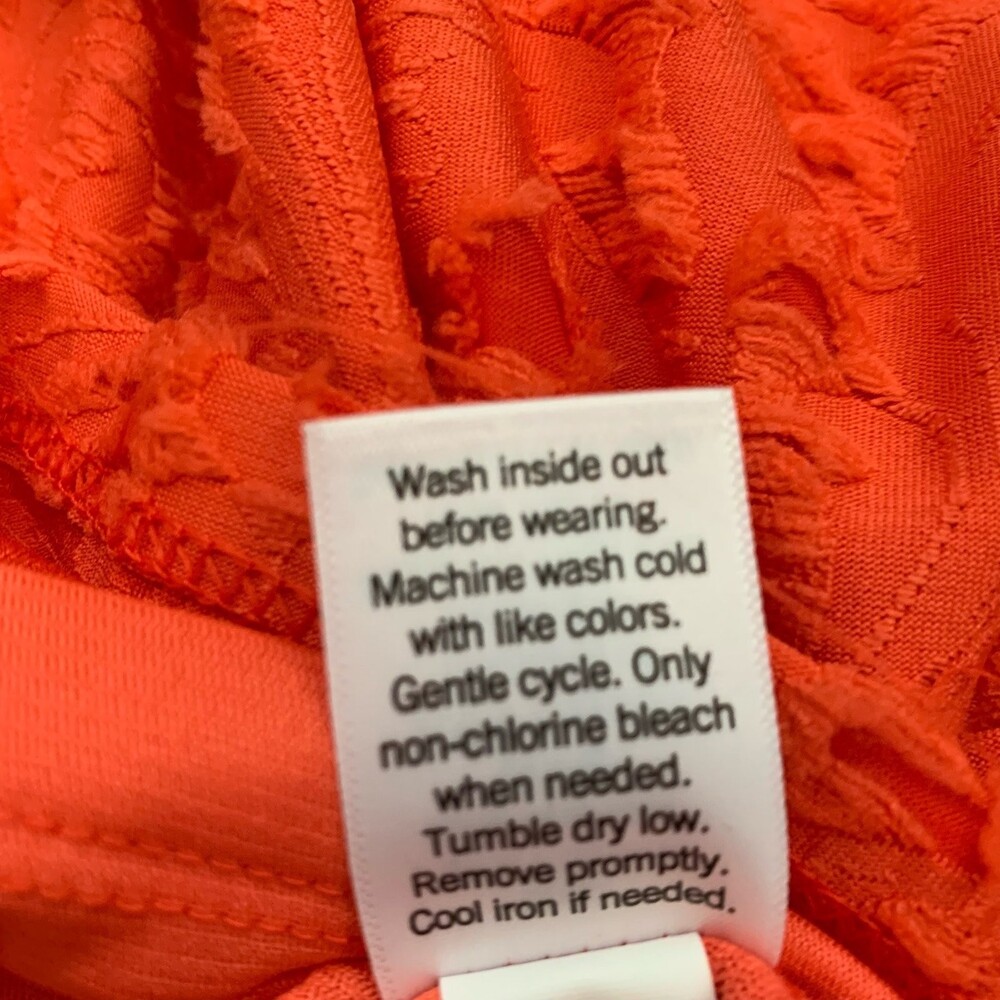 Wash inside out
before wearing.
Machine wash cold
with like colors.
Gentle cycle. Only
non-chlorine bleach
when needed.
Tumble dry low.
Remove promptly.
Cool iron if needed.